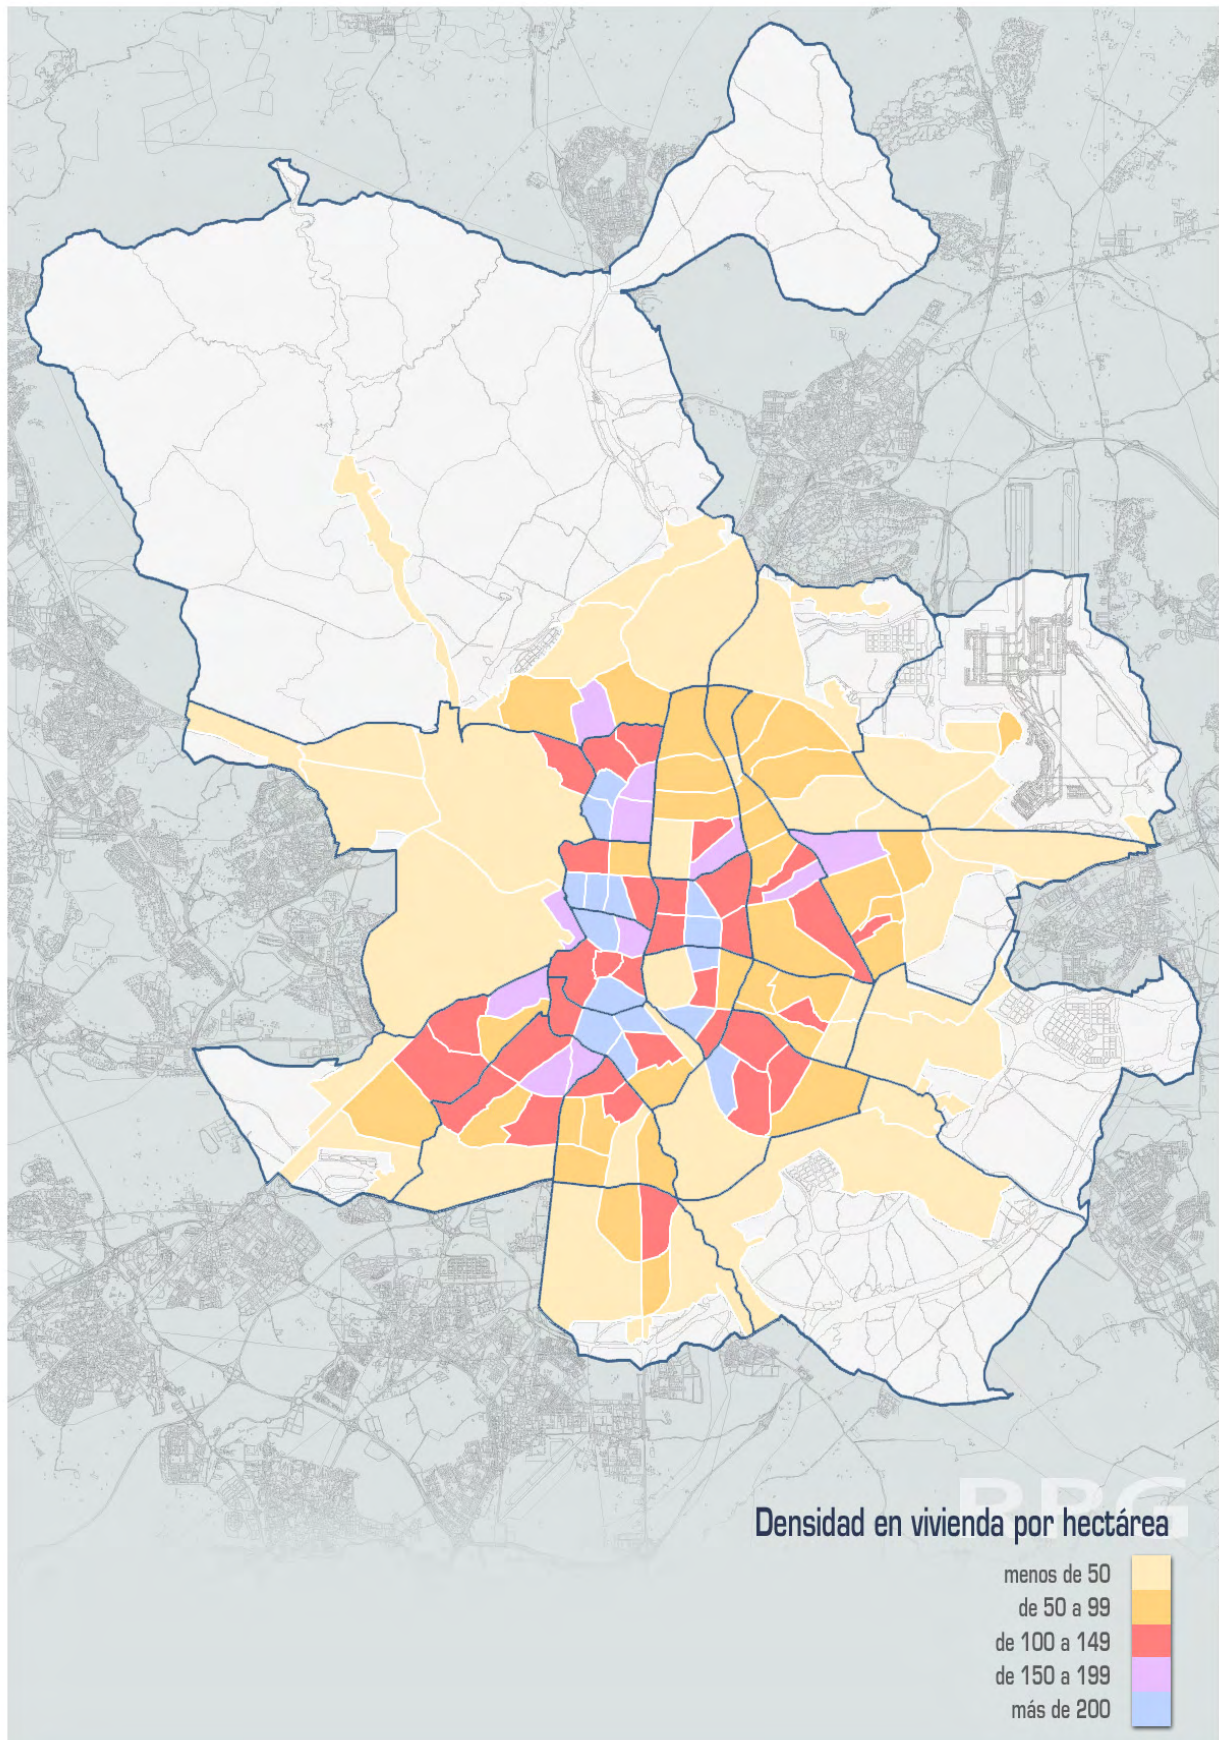 RPG
Densidad en vivienda por hectárea
menos de 50
de 50 a 99
de 100 a 149
de 150 a 199
más de 200